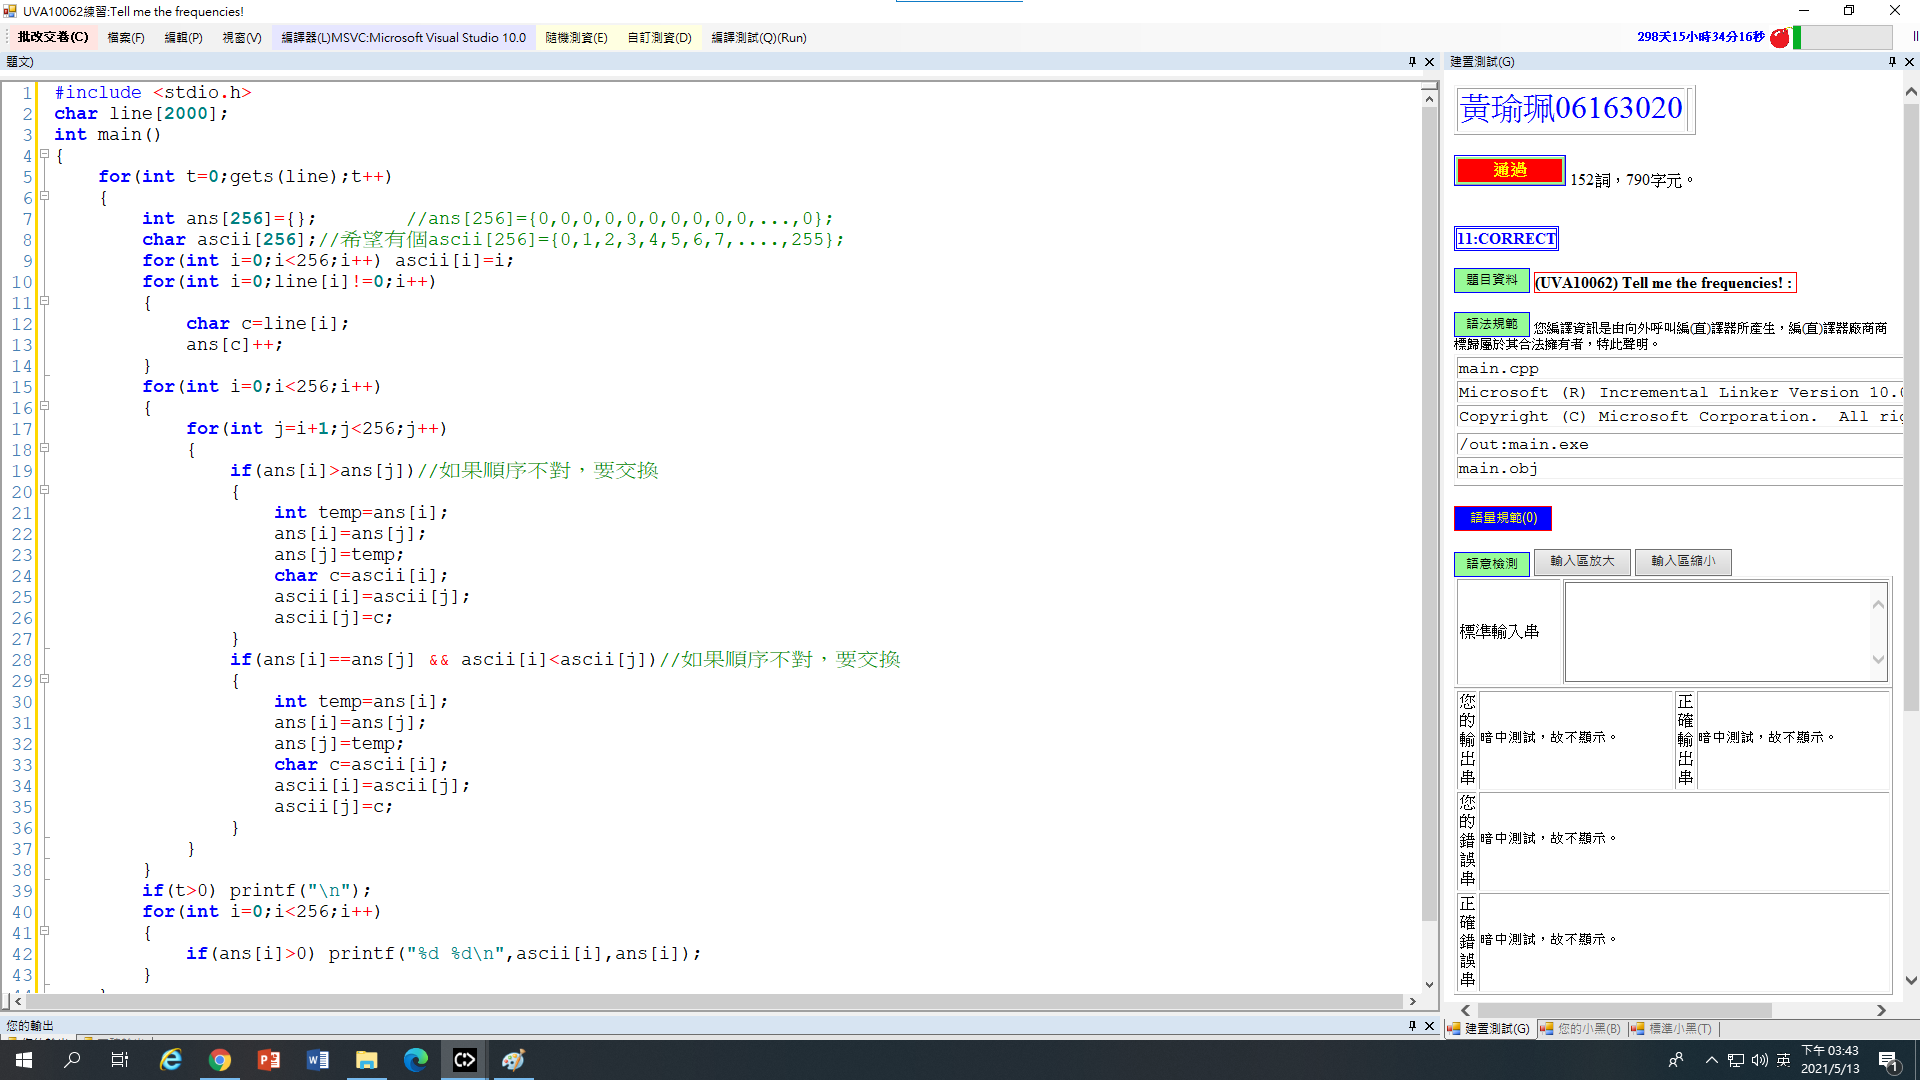 UVA10062練習:Tell me the frequencies!
批改交卷(C) 檔案(F) 編輯(P) 視窗(V) 編譯器(L)MSVC:Microsoft Visual Studio 10.0 隨機測資(E) 自訂測資(D) 編譯測試(Q)(Run) 298天15小時34分16秒
題文)
1 #include <stdio.h>
2 char line[2000];
3 int main()
4 {
5 for(int t=0;gets(line);t++)
6 {
7 int ans[256]={}; //ans[256]={0,0,0,0,0,0,0,0,0,0,...,0};
8 char ascii[256];//希望有個ascii[256]={0,1,2,3,4,5,6,7,....,255};
9 for(int i=0;i<256;i++) ascii[i]=i;
10 for(int i=0;line[i]!=0;i++)
11 {
12 char c=line[i];
13 ans[c]++;
14 }
15 for(int i=0;i<256;i++)
16 {
17 for(int j=i+1;j<256;j++)
18 {
19 if(ans[i]>ans[j])//如果順序不對，要交換
20 {
21 int temp=ans[i];
22 ans[i]=ans[j];
23 ans[j]=temp;
24 char c=ascii[i];
25 ascii[i]=ascii[j];
26 ascii[j]=c;
27 }
28 if(ans[i]==ans[j] && ascii[i]<ascii[j])//如果順序不對，要交換
29 {
30 int temp=ans[i];
31 ans[i]=ans[j];
32 ans[j]=temp;
33 char c=ascii[i];
34 ascii[i]=ascii[j];
35 ascii[j]=c;
36 }
37 }
38 }
39 if(t>0) printf("\n");
40 for(int i=0;i<256;i++)
41 {
42 if(ans[i]>0) printf("%d %d\n",ascii[i],ans[i]);
43 }
您的輸出
建置測試(G)
黃瑜珮06163020
通過 152詞，790字元。
11:CORRECT
題目資料 (UVA10062) Tell me the frequencies! :
語法規範 您編譯資訊是由向外呼叫編(直)譯器所產生，編(直)譯器廠商商
標歸屬於其合法擁有者，特此聲明。
main.cpp
Microsoft (R) Incremental Linker Version 10.
Copyright (C) Microsoft Corporation. All
/out:main.exe
main.obj
語量規範(0)
語意檢測 輸入區放大 輸入區縮小
標準輸入串
您的輸出串 暗中測試，故不顯示。 正確輸出串 暗中測試，故不顯示。
您的錯誤串 暗中測試，故不顯示。
正確錯誤串 暗中測試，故不顯示。
建置測試(G) 您的小黑(B) 標準小黑(T)
英 下午 03:43
2021/5/13 1